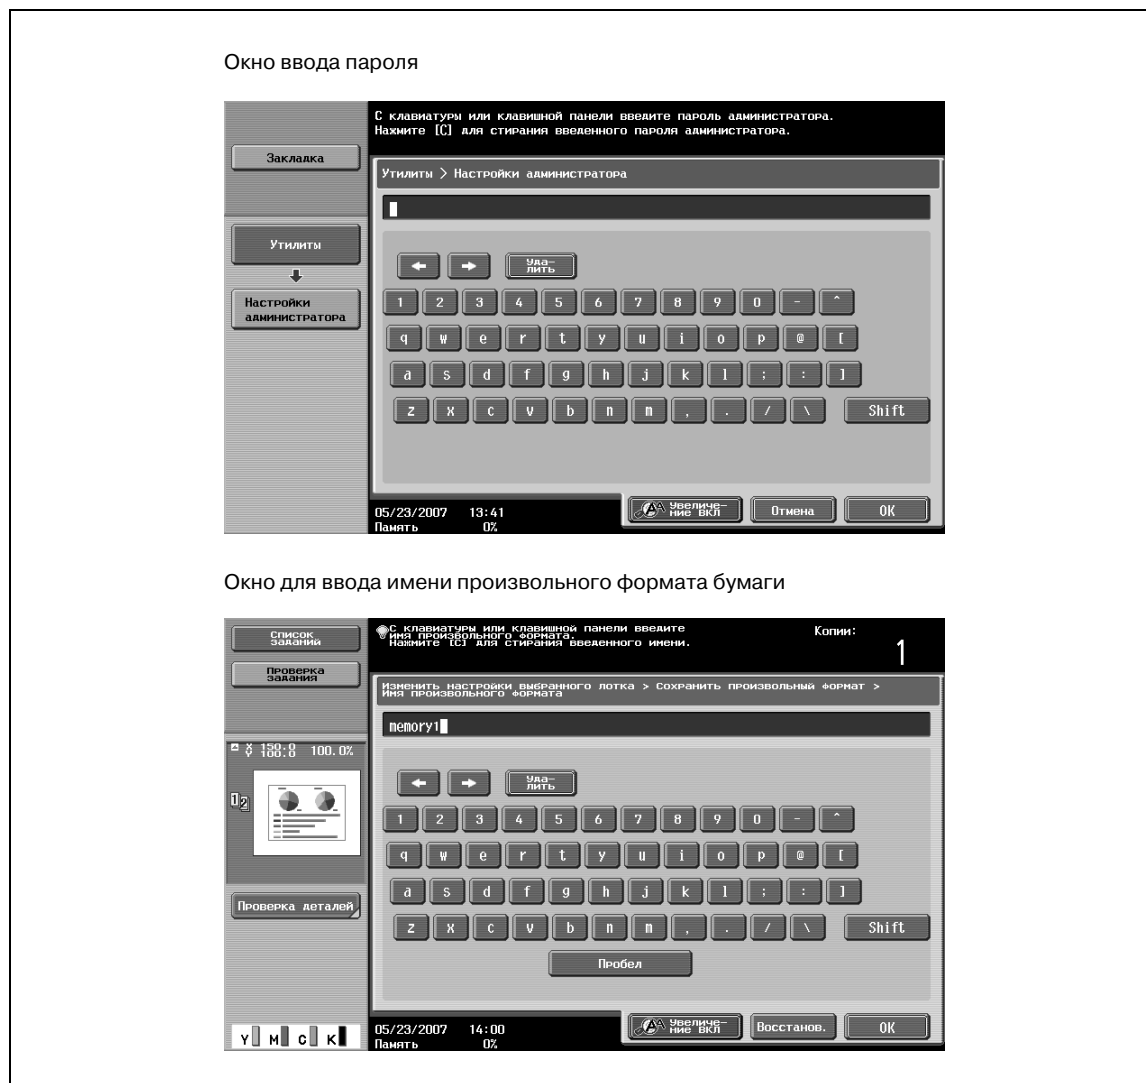 Окно ввода пароля
С клавиатуры или клавишной панели введите пароль администратора.
Нажмите [C] для стирания введенного пароля администратора.
Закладка
Утилиты > Настройки администратора
Утилиты
Настройки
администратора
← → Уда-
лить
1 2 3 4 5 6 7 8 9 0 - ^
q w e r t y u i o p @ [
a s d f g h j k l ; : ]
z x c v b n m , . / \ Shift
05/23/2007 13:41
Память 0%
Увеличе-
ние ВКЛ
Отмена
OK
Окно для ввода имени произвольного формата бумаги
Список
заданий
Проверка
задания
С клавиатуры или клавишной панели введите
имя произвольного формата.
Нажмите [C] для стирания введенного имени.
Копии:
1
Изменить настройки выбранного лотка > Сохранить произвольный формат >
Имя произвольного формата
memory1
X 150.0
Y 100.0 100.0%
1 2
Проверка деталей
← → Уда-
лить
1 2 3 4 5 6 7 8 9 0 - ^
q w e r t y u i o p @ [
a s d f g h j k l ; : ]
z x c v b n m , . / \ Shift
Пробел
Y M C K
05/23/2007 14:00
Память 0%
Увеличе-
ние ВКЛ
Восстанов.
OK